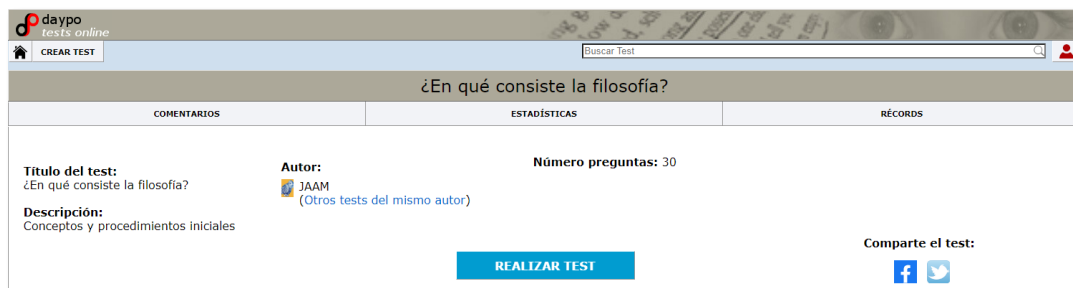 daypo
tests online
CREAR TEST
Buscar Test
¿En qué consiste la filosofía?
COMENTARIOS
ESTADÍSTICAS
RÉCORDS
Título del test:
¿En qué consiste la filosofía?
Descripción:
Conceptos y procedimientos iniciales
Autor:
JAAM
(Otros tests del mismo autor)
Número preguntas: 30
REALIZAR TEST
Comparte el test: